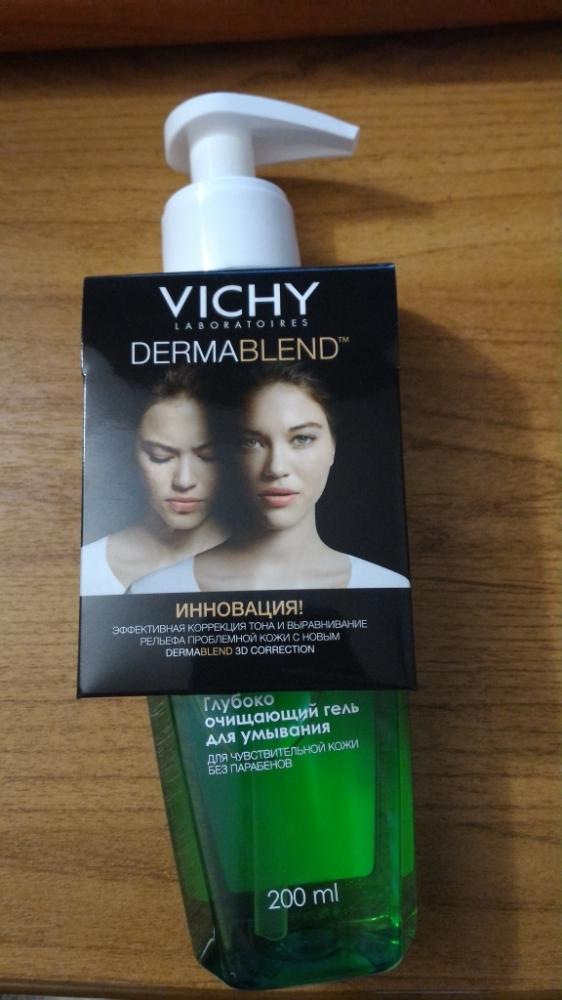 VICHY
LABORATOIRES
DERMABLEND™
ИННОВАЦИЯ!
ЭФФЕКТИВНАЯ КОРРЕКЦИЯ ТОНА И ВЫРАВНИВАНИЕ
РЕЛЬЕФА ПРОБЛЕМНОЙ КОЖИ С НОВЫМ
DERMABLEND 3D CORRECTION
Глубоко
очищающий гель
для умывания
ДЛЯ ЧУВСТВИТЕЛЬНОЙ КОЖИ
БЕЗ ПАРАБЕНОВ
200 ml